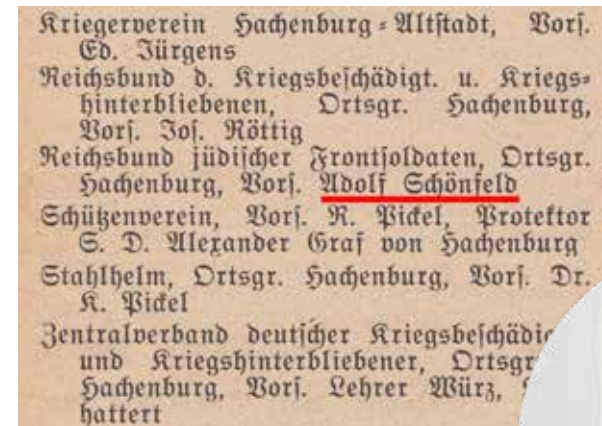 Kriegerverein Hachenburg-Altstadt, Vors.
Ed. Jürgens
Reichsbund d. Kriegsbeschädigt. u. Kriegs-
hinterbliebenen, Ortsgr. Hachenburg,
Vors. Jos. Röttig
Reichsbund jüdischer Frontsoldaten, Ortsgr.
Hachenburg, Vors. Adolf Schönfeld
Schützenverein, Vors. R. Pickel, Protektor
S. D. Alexander Graf von Hachenburg
Stahlhelm, Ortsgr. Hachenburg, Vors. Dr.
K. Pickel
Zentralverband deutscher Kriegsbeschädig
und Kriegshinterbliebener, Ortsgr
Hachenburg, Vors. Lehrer Würz,
hattert